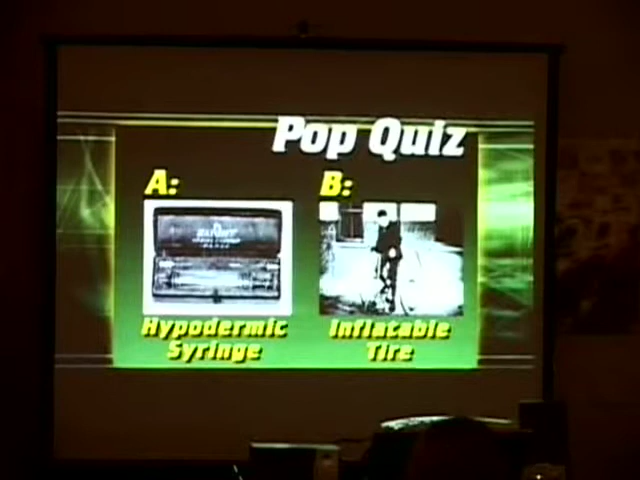 Pop Quiz
A:
B:
Hypodermic
Syringe
Inflatable
Tire